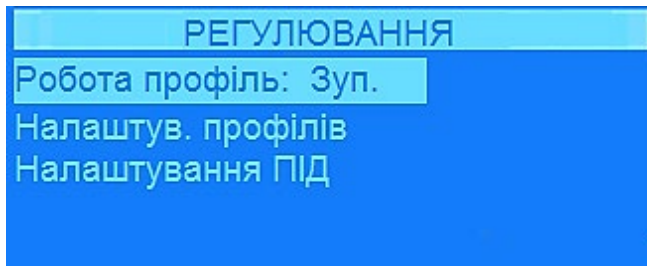 РЕГУЛЮВАННЯ
Робота профіль: Зуп.
Налаштув. профілів
Налаштування ПІД